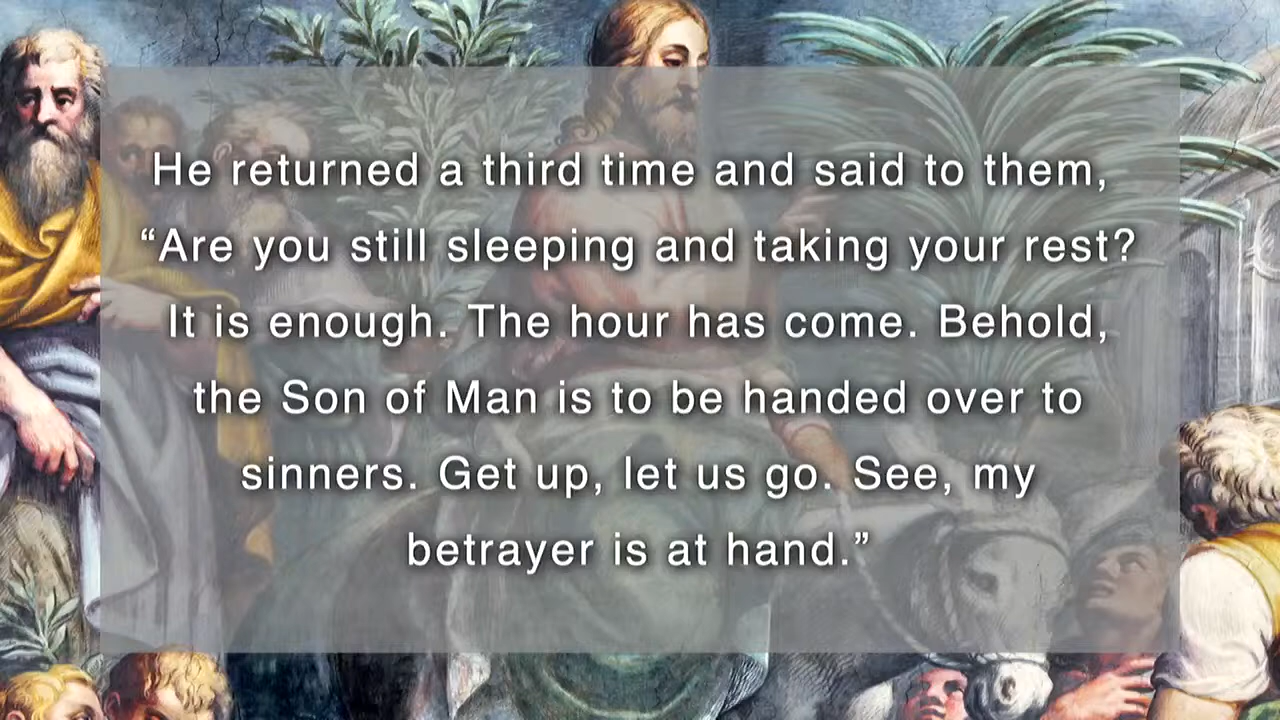 He returned a third time and said to them,
“Are you still sleeping and taking your rest?
It is enough. The hour has come. Behold,
the Son of Man is to be handed over to
sinners. Get up, let us go. See, my
betrayer is at hand.”